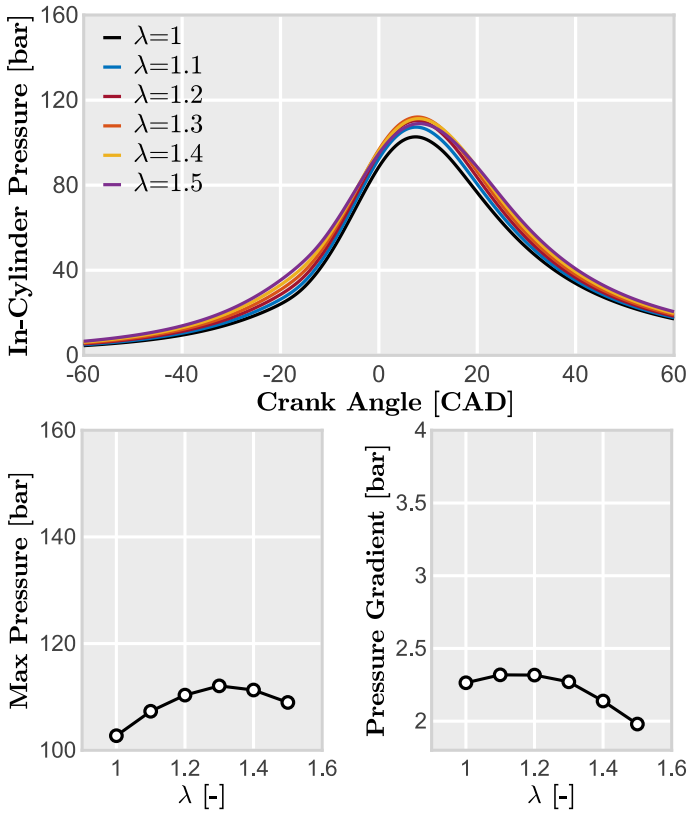 In-Cylinder Pressure [bar]
160
120
80
40
0
λ=1
λ=1.1
λ=1.2
λ=1.3
λ=1.4
λ=1.5
-60 -40 -20 0 20 40 60
Crank Angle [CAD]
Max Pressure [bar]
160
140
120
100
1 1.2 1.4 1.6
λ [-]
Pressure Gradient [bar]
4
3.5
3
2.5
2
1 1.2 1.4 1.6
λ [-]